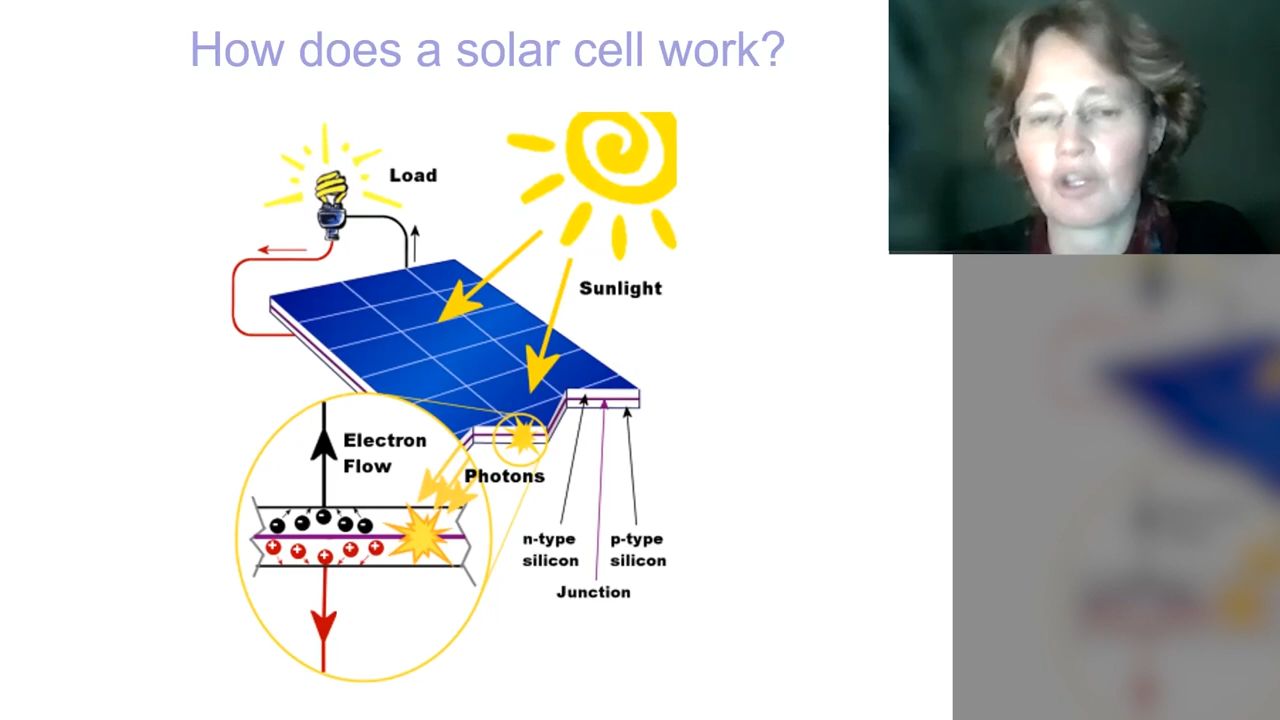 How does a solar cell work?
Load
Sunlight
Electron
Flow
Photons
n-type
silicon
p-type
silicon
Junction